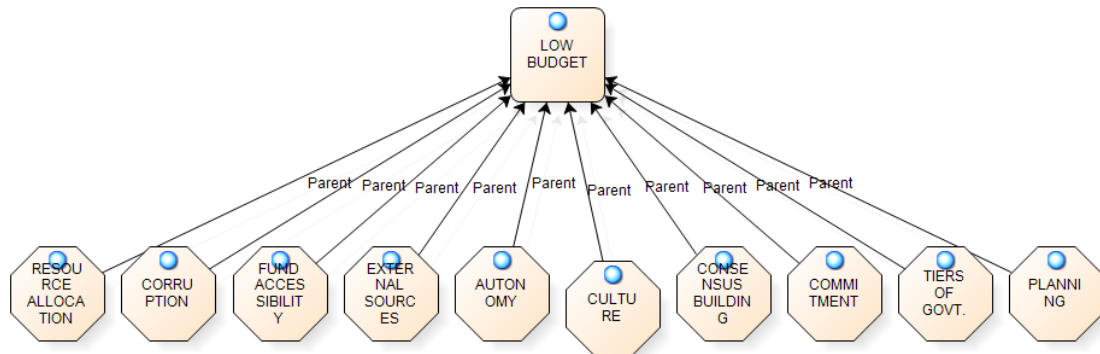 LOW
BUDGET
Parent
Parent
Parent
Parent
Parent
Parent
Parent
Parent
Parent
Parent
RESOU
RCE
ALLOCA
TION
CORRU
PTION
FUND
ACCES
SIBILIT
Y
EXTER
NAL
SOURC
ES
AUTON
OMY
CULTU
RE
CONSE
NSUS
BUILDIN
G
COMMI
TMENT
TIERS
OF
GOVT.
PLANNI
NG